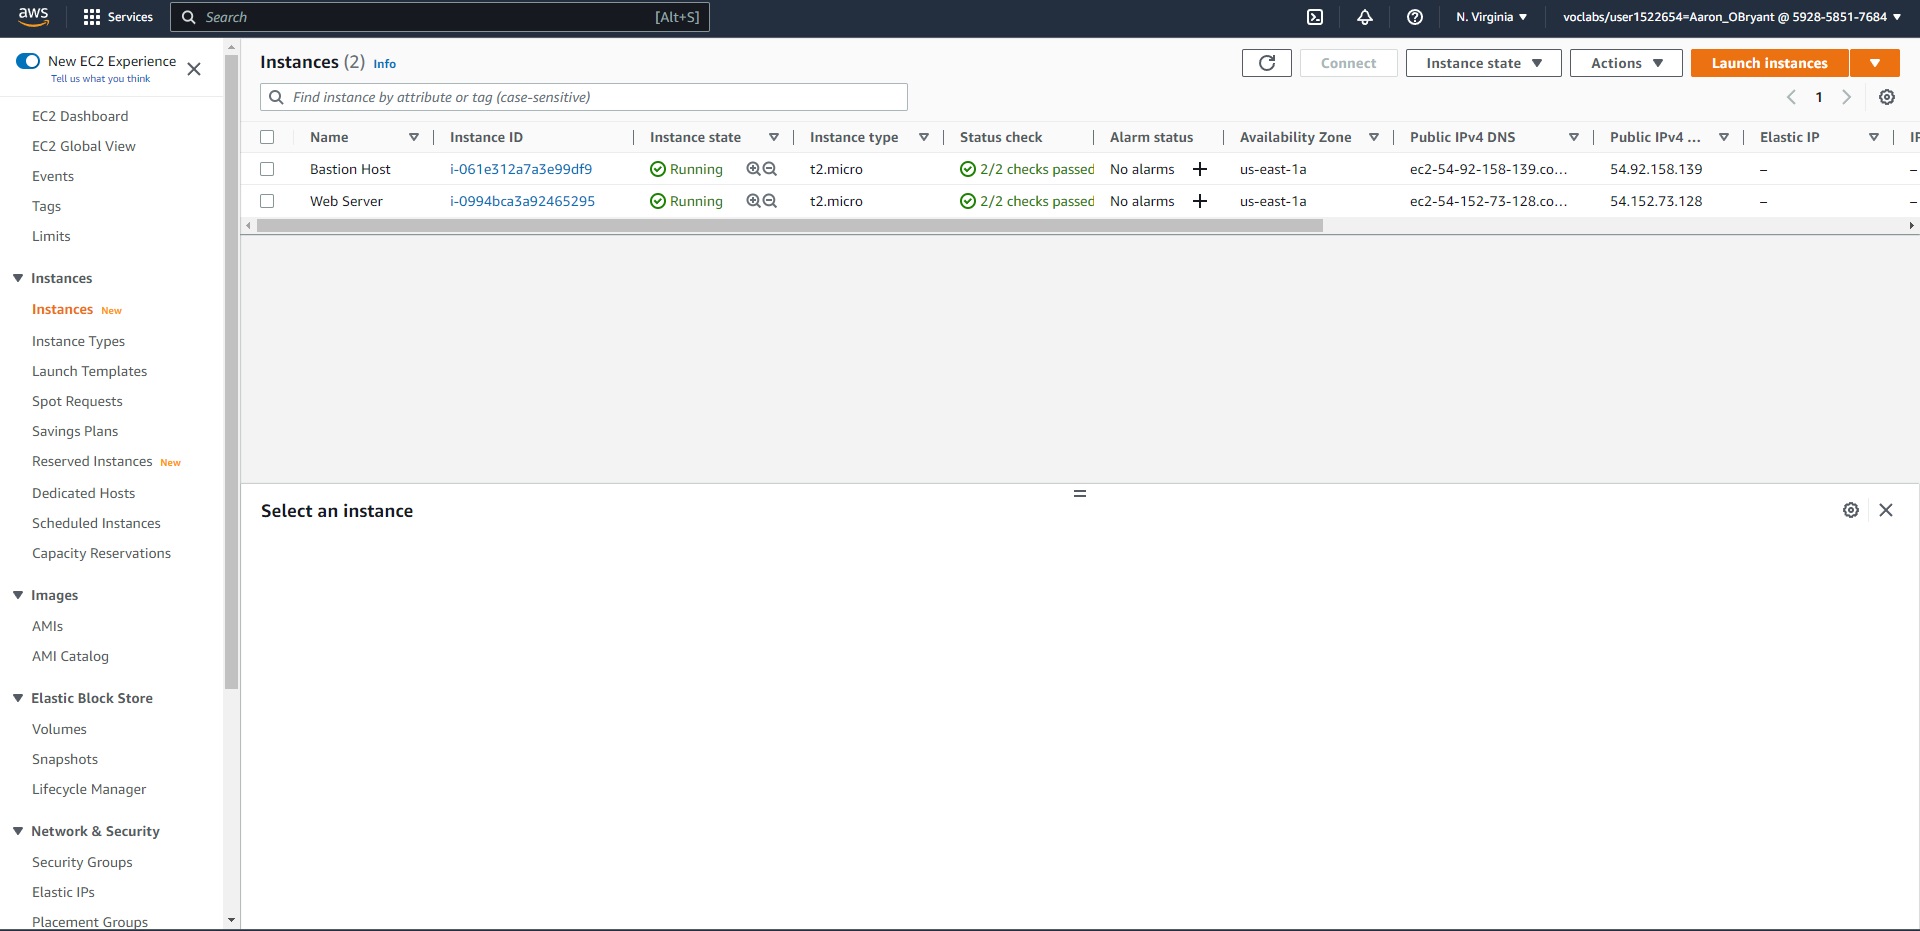 aws
Services
Search
[Alt+S]
N. Virginia
voclabs/user1522654=Aaron_OBryant @ 5928-5851-7684
New EC2 Experience
Tell us what you think
EC2 Dashboard
EC2 Global View
Events
Tags
Limits
Instances
Instances New
Instance Types
Launch Templates
Spot Requests
Savings Plans
Reserved Instances New
Dedicated Hosts
Scheduled Instances
Capacity Reservations
Images
AMIs
AMI Catalog
Elastic Block Store
Volumes
Snapshots
Lifecycle Manager
Network & Security
Security Groups
Elastic IPs
Placement Groups
Instances (2) Info
Connect
Instance state
Actions
Launch instances
Find instance by attribute or tag (case-sensitive)
1
Name Instance ID Instance state Instance type Status check Alarm status Availability Zone Public IPv4 DNS Public IPv4 ... Elastic IP
Bastion Host i-061e312a7a3e99df9 Running t2.micro 2/2 checks passed No alarms + us-east-1a ec2-54-92-158-139.co... 54.92.158.139 – –
Web Server i-0994bca3a92465295 Running t2.micro 2/2 checks passed No alarms + us-east-1a ec2-54-152-73-128.co... 54.152.73.128 – –
Select an instance